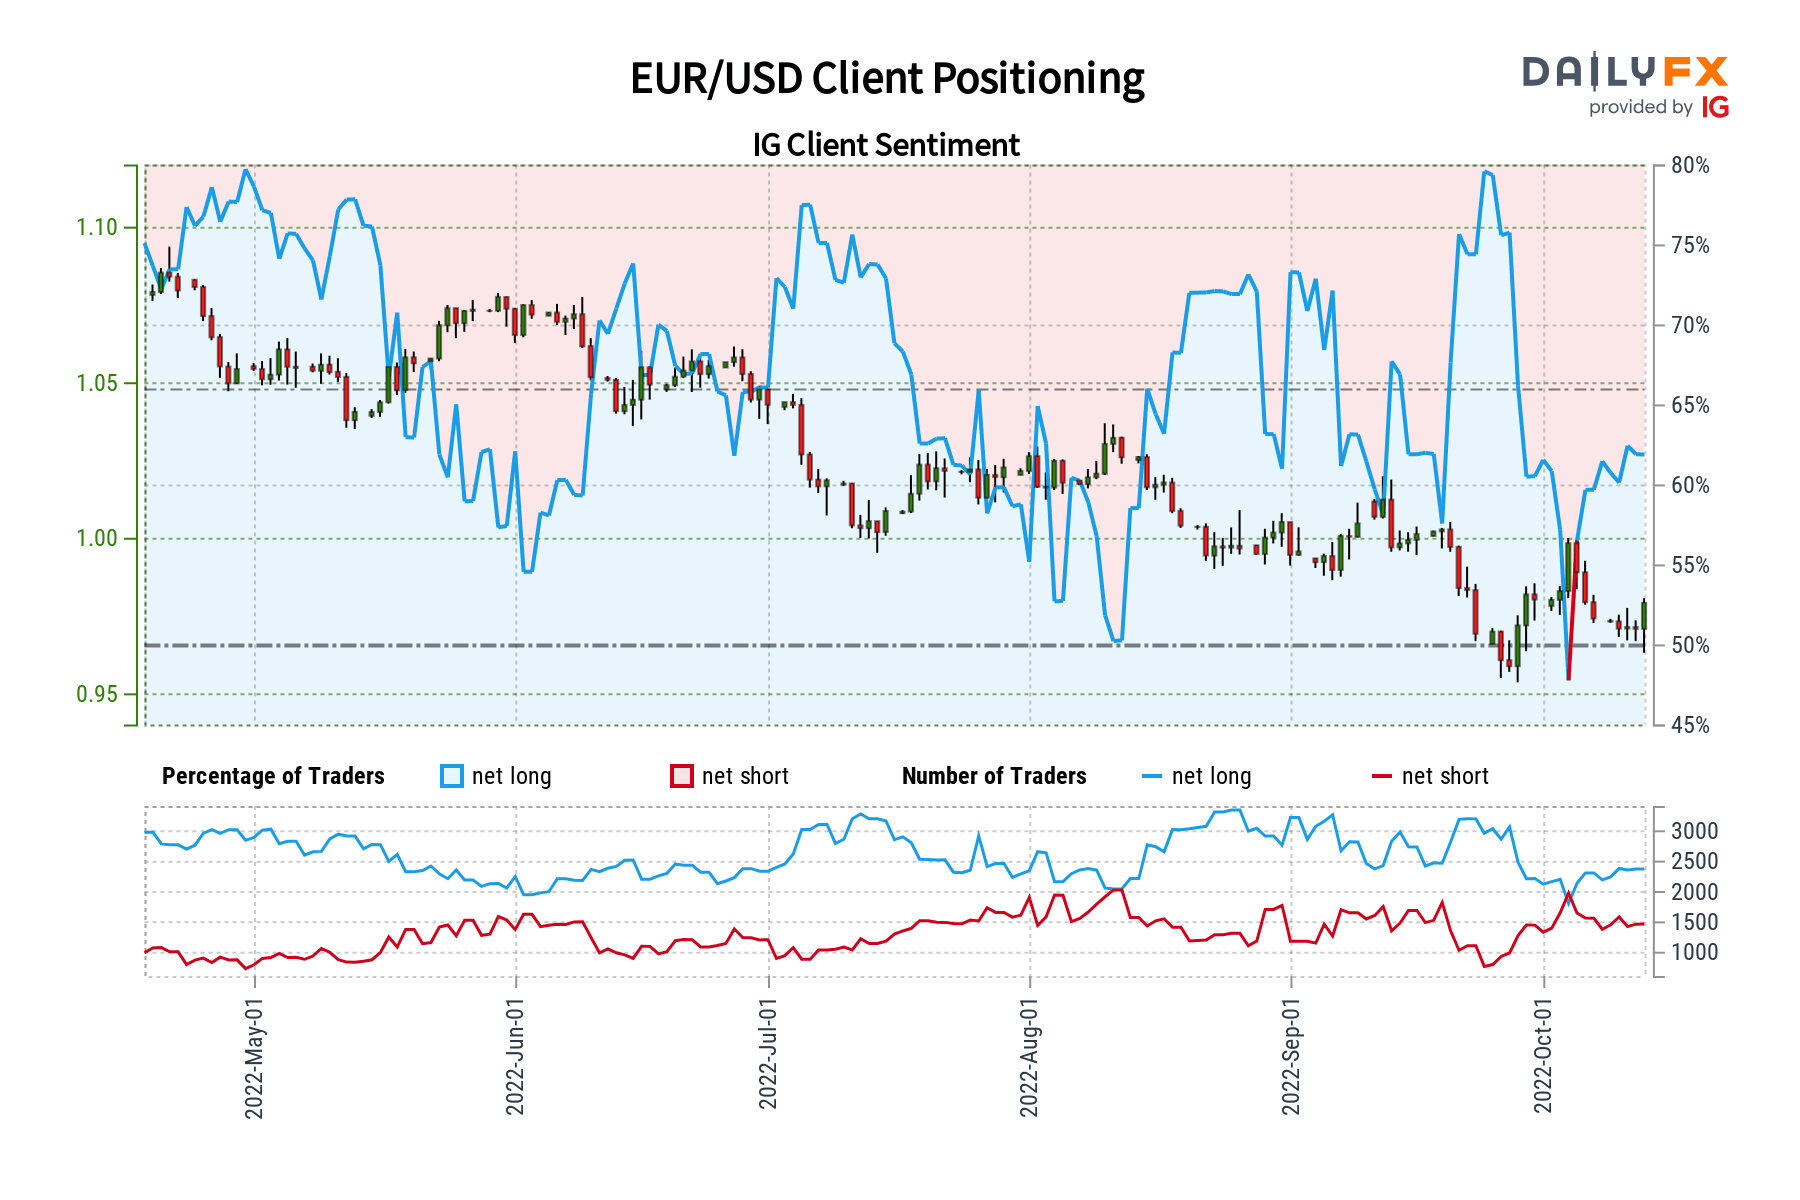 EUR/USD Client Positioning
DAILYFX
provided by IG
IG Client Sentiment
1.10
1.05
1.00
0.95
80%
75%
70%
65%
60%
55%
50%
45%
Percentage of Traders net long net short Number of Traders net long net short
3000
2500
2000
1500
1000
2022-May-01
2022-Jun-01
2022-Jul-01
2022-Aug-01
2022-Sep-01
2022-Oct-01